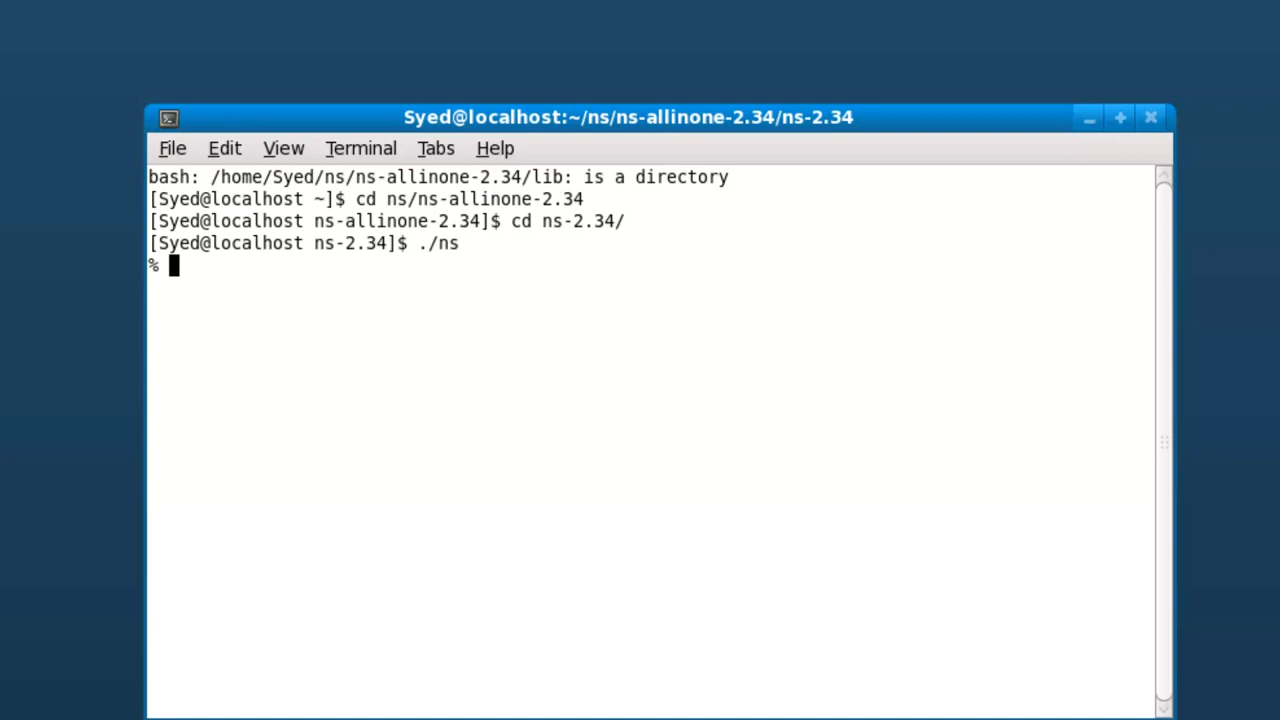 Syed@localhost:~/ns/ns-allinone-2.34/ns-2.34
File Edit View Terminal Tabs Help
bash: /home/Syed/ns/ns-allinone-2.34/lib: is a directory
[Syed@localhost ~]$ cd ns/ns-allinone-2.34
[Syed@localhost ns-allinone-2.34]$ cd ns-2.34/
[Syed@localhost ns-2.34]$ ./ns
%